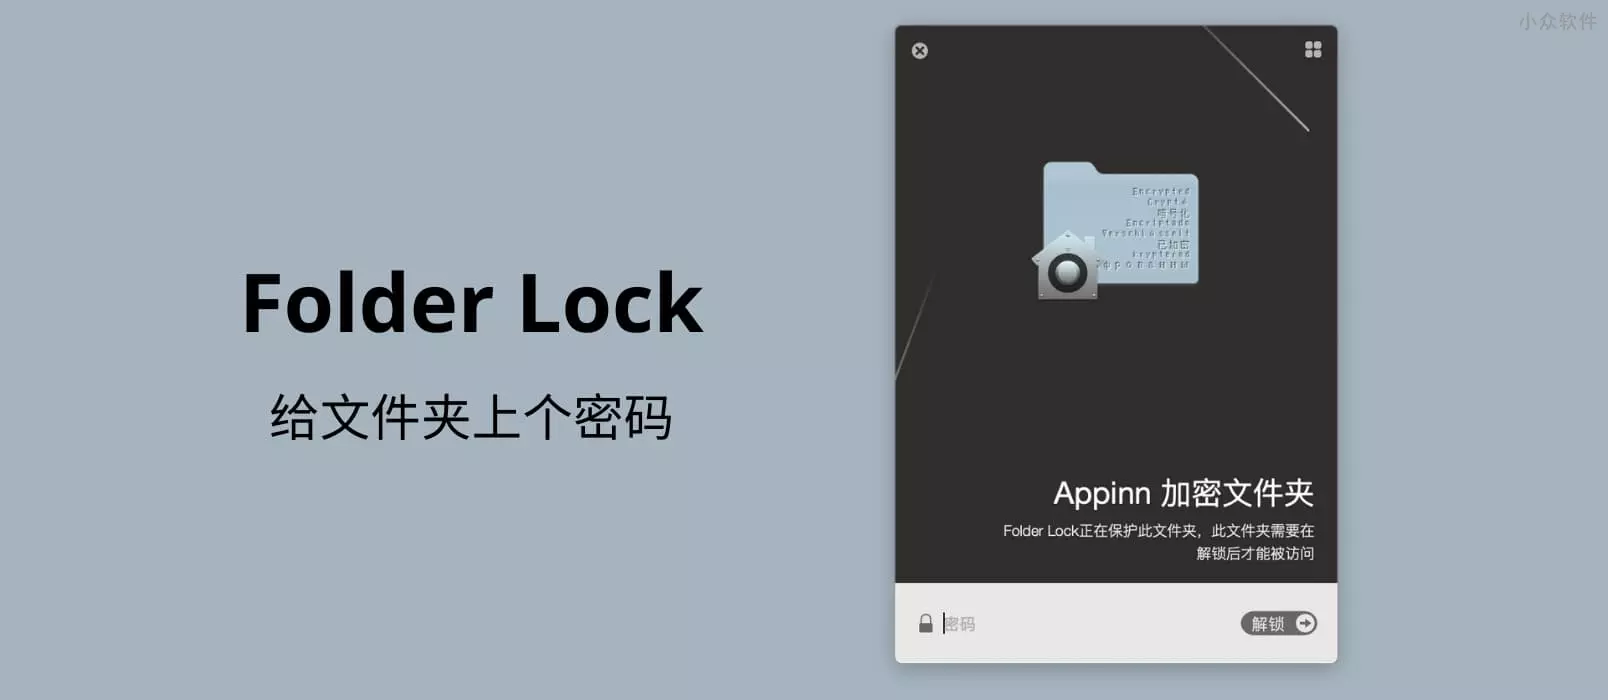 小众软件
Folder Lock
给文件夹上个密码
Encrypted
Crypté
暗号化
Encriptado
Verschlüsselt
已加密
krypterad
Appinn 加密文件夹
Folder Lock正在保护此文件夹，此文件夹需要在
解锁后才能被访问
密码
解锁